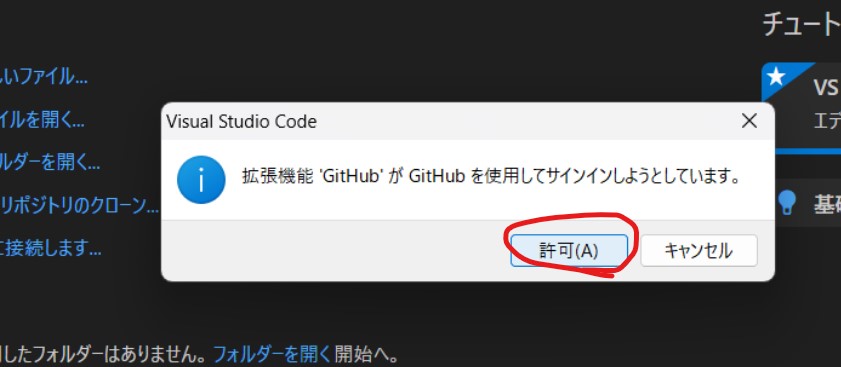 チュート
いファイル...
イルを開く...
ルダーを開く...
リポジトリのクローン...
に接続します...
VS
エデ
基礎
Visual Studio Code
拡張機能 'GitHub' が GitHub を使用してサインインしようとしています。
許可(A)
キャンセル
したフォルダーはありません。フォルダーを開く開始へ。